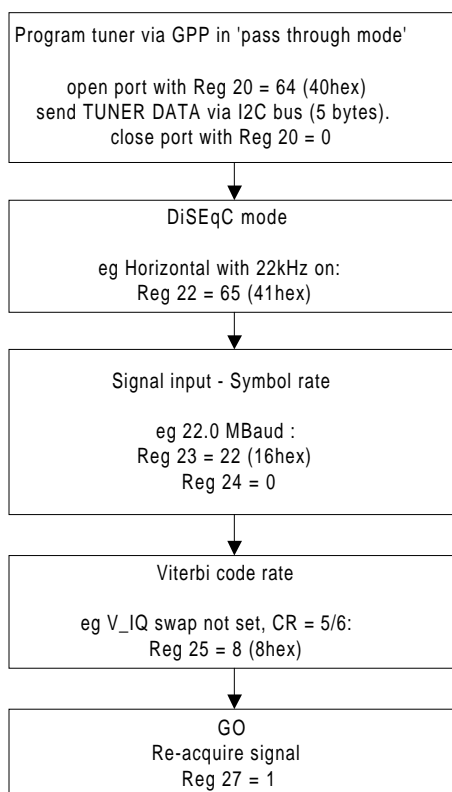 Program tuner via GPP in 'pass through mode'
open port with Reg 20 = 64 (40hex)
send TUNER DATA via I2C bus (5 bytes).
close port with Reg 20 = 0
DiSEqC mode
eg Horizontal with 22kHz on:
Reg 22 = 65 (41hex)
Signal input - Symbol rate
eg 22.0 MBaud :
Reg 23 = 22 (16hex)
Reg 24 = 0
Viterbi code rate
eg V_IQ swap not set, CR = 5/6:
Reg 25 = 8 (8hex)
GO
Re-acquire signal
Reg 27 = 1